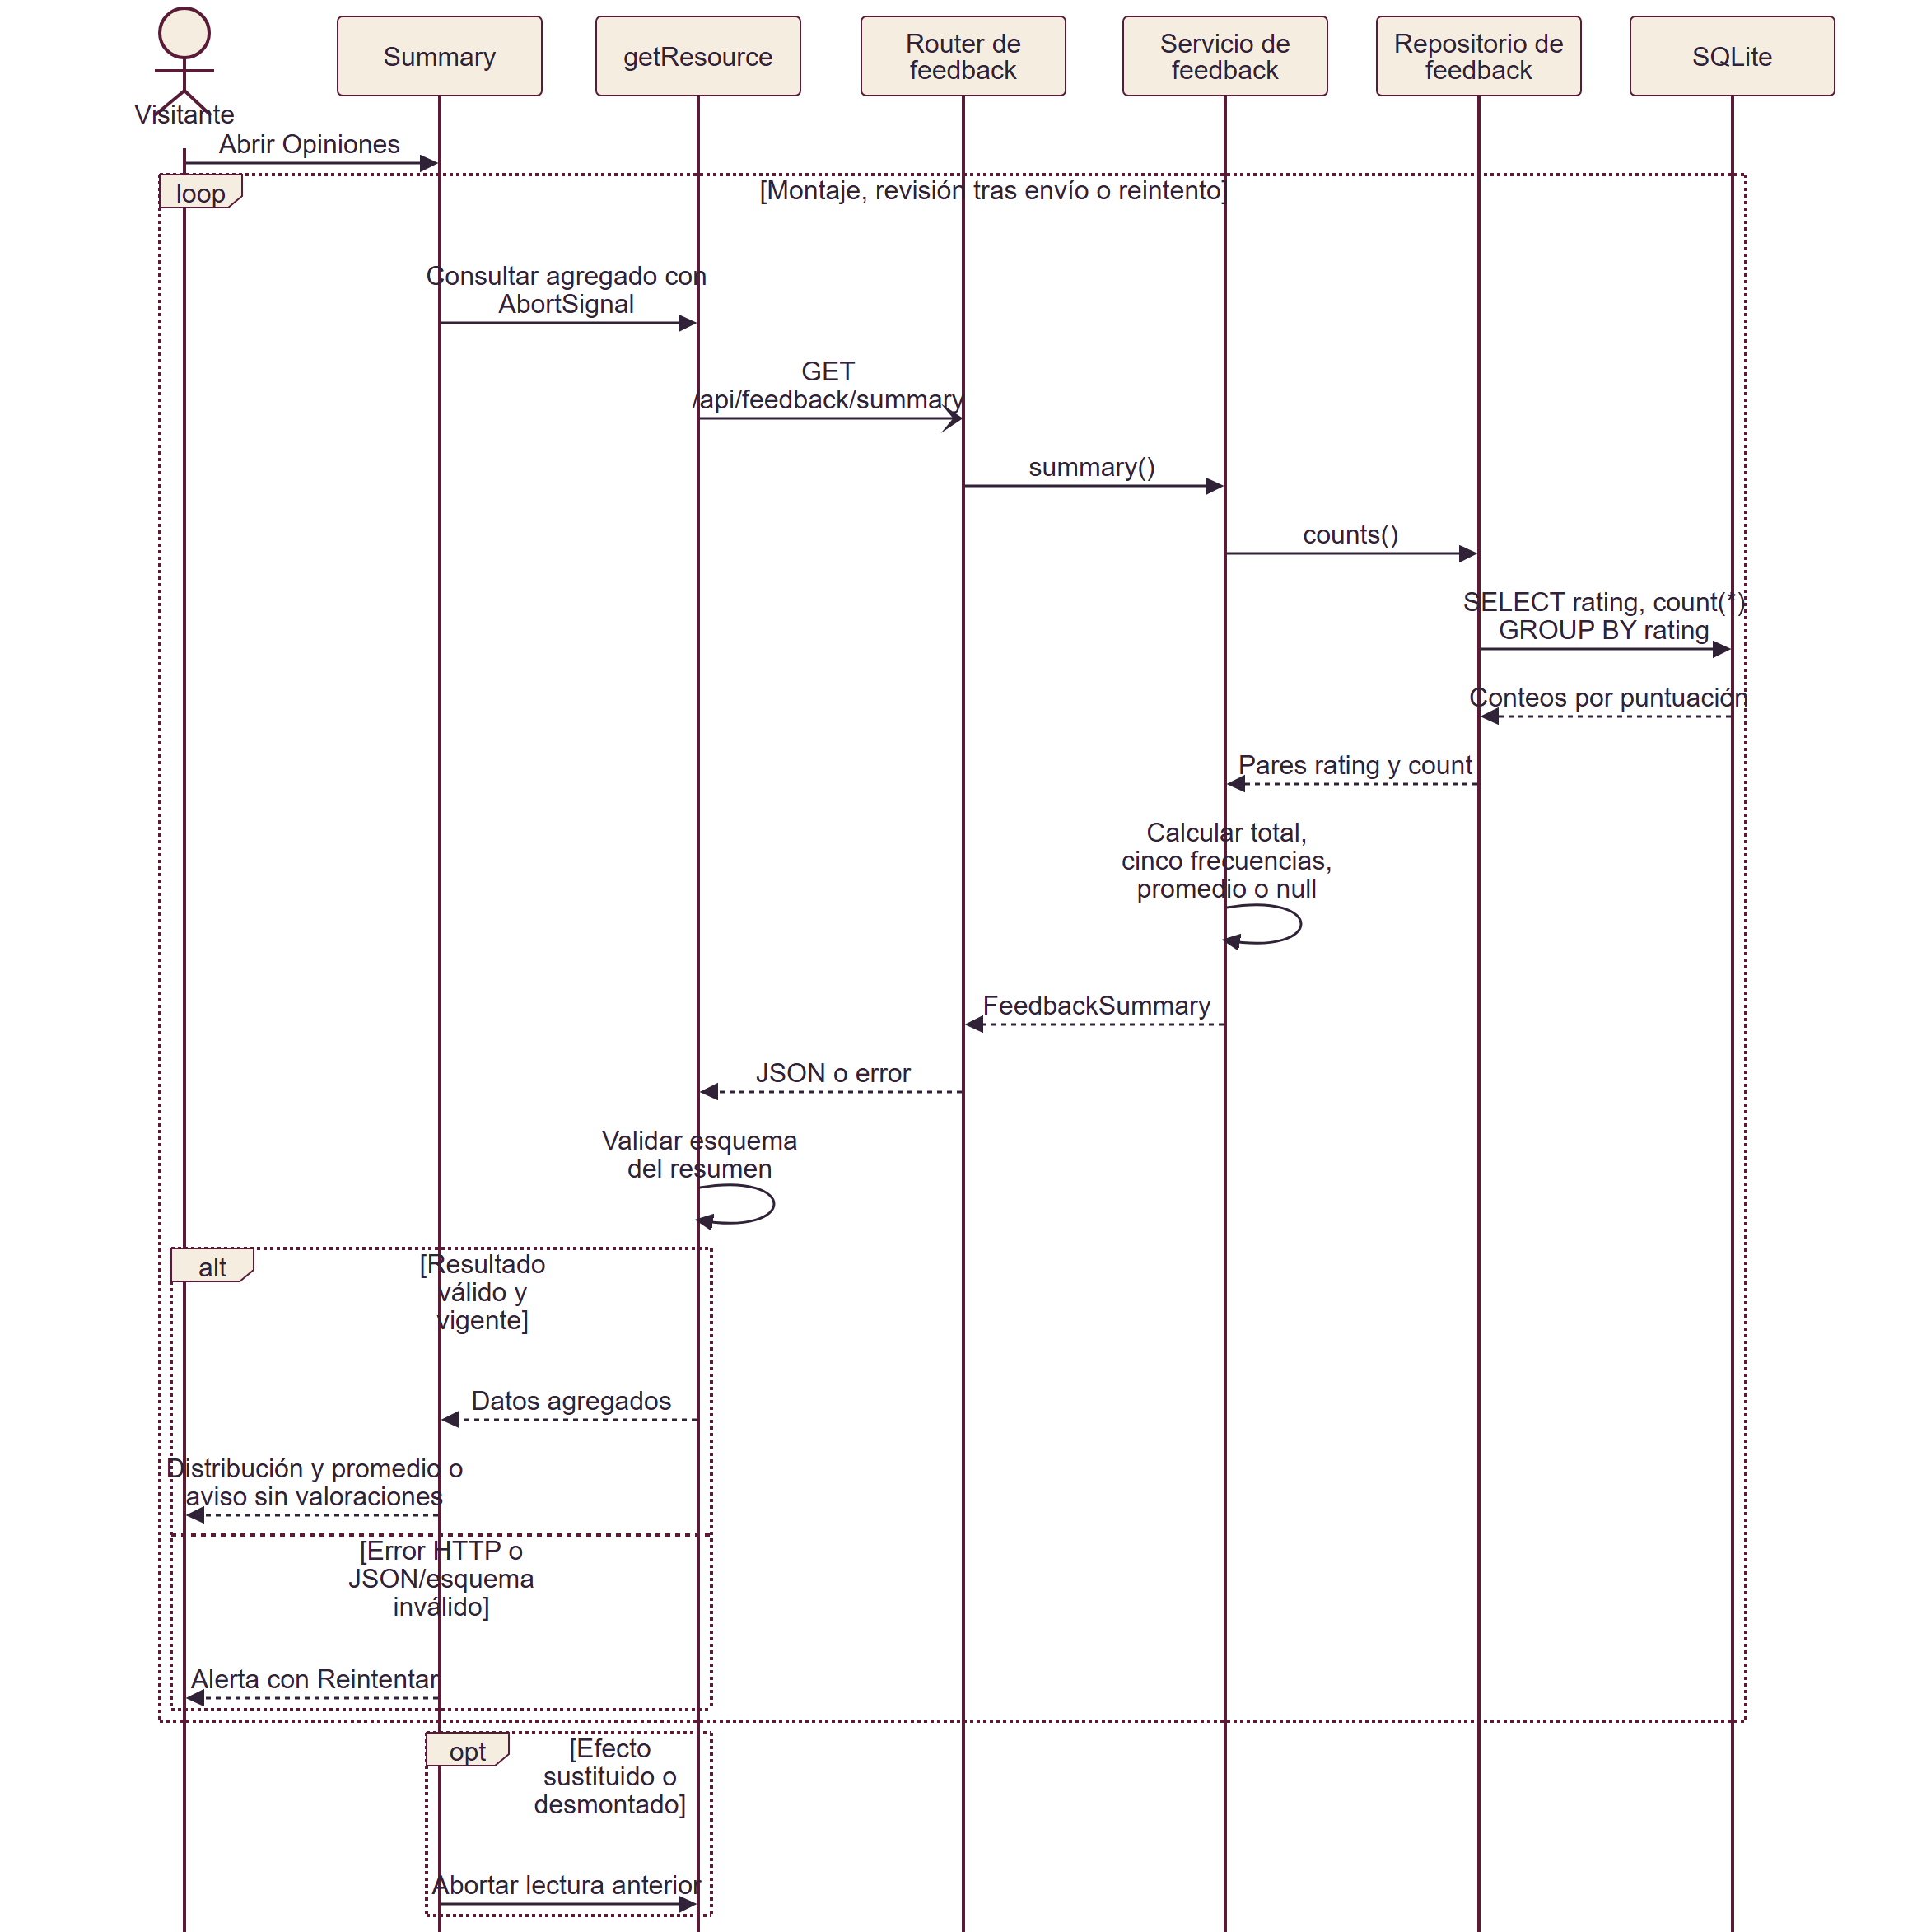 Visitante
Summary
getResource
Router de
feedback
Servicio de
feedback
Repositorio de
feedback
SQLite
Abrir Opiniones
loop
[Montaje, revisión tras envío o reintento]
Consultar agregado con
AbortSignal
GET
/api/feedback/summary
summary()
counts()
SELECT rating, count(*)
GROUP BY rating
Conteos por puntuación
Pares rating y count
Calcular total,
cinco frecuencias,
promedio o null
FeedbackSummary
JSON o error
Validar esquema
del resumen
alt
[Resultado
válido y
vigente]
Datos agregados
Distribución y promedio o
aviso sin valoraciones
[Error HTTP o
JSON/esquema
inválido]
Alerta con Reintentar
opt
[Efecto
sustituido o
desmontado]
Abortar lectura anterior